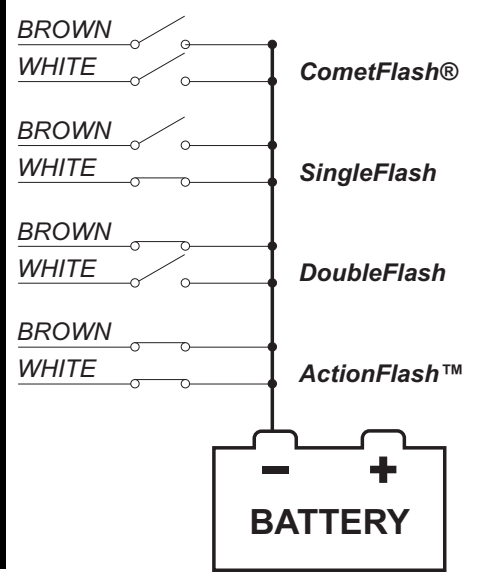 BROWN
WHITE
CometFlash®
BROWN
WHITE
SingleFlash
BROWN
WHITE
DoubleFlash
BROWN
WHITE
ActionFlash™
− +
BATTERY